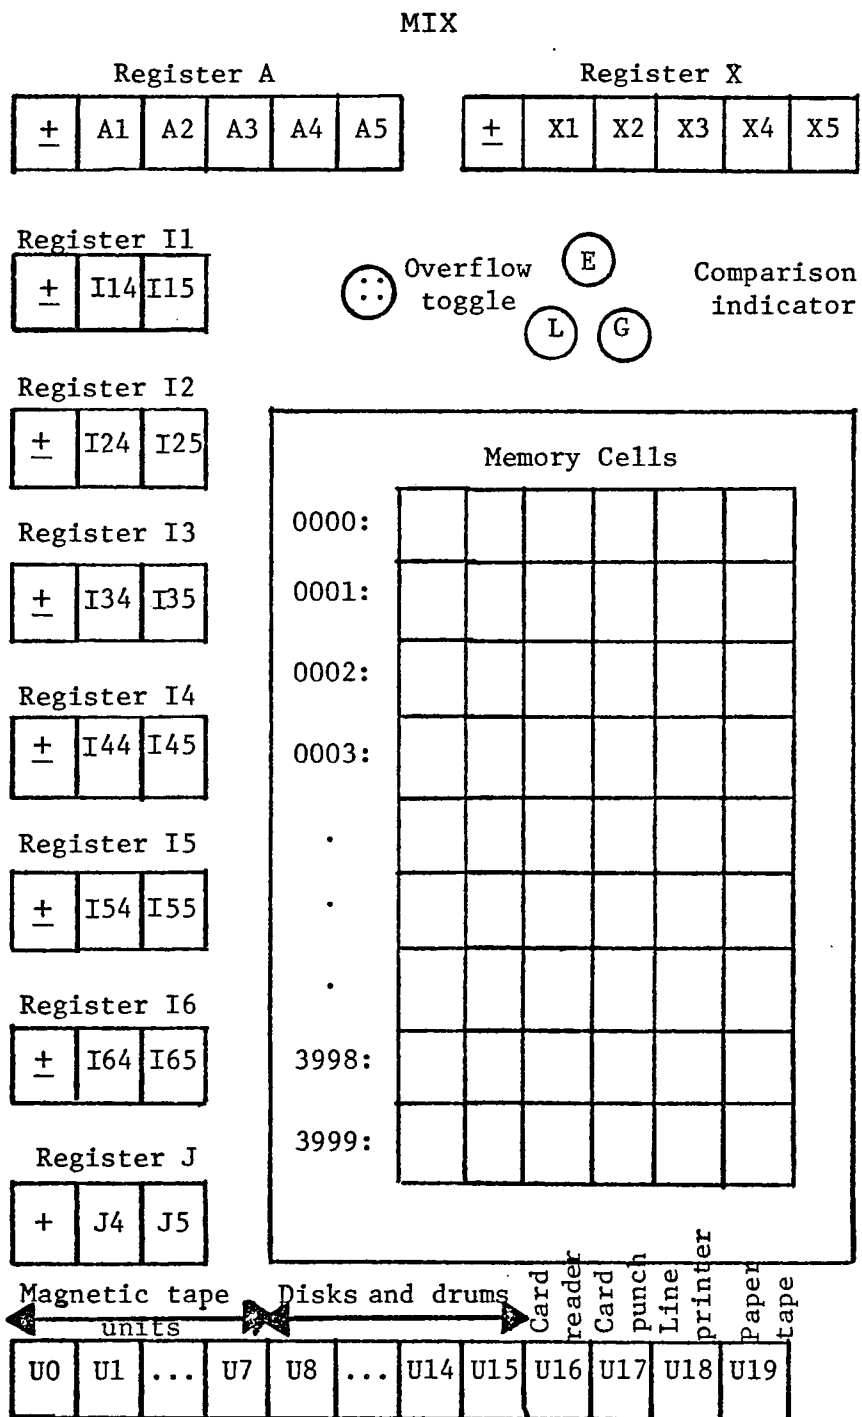 MIX
Register A
Register X
± A1 A2 A3 A4 A5
± X1 X2 X3 X4 X5
Register I1
± I14 I15
Overflow
toggle
E
L G
Comparison
indicator
Register I2
± I24 I25
Register I3
± I34 I35
Register I4
± I44 I45
Register I5
± I54 I55
Register I6
± I64 I65
Register J
+ J4 J5
Memory Cells
0000:
0001:
0002:
0003:
.
.
.
3998:
3999:
Magnetic tape
units
Disks and drums
Card
reader
Card
punch
Line
printer
Paper
tape
U0 U1 ... U7 U8 ... U14 U15 U16 U17 U18 U19